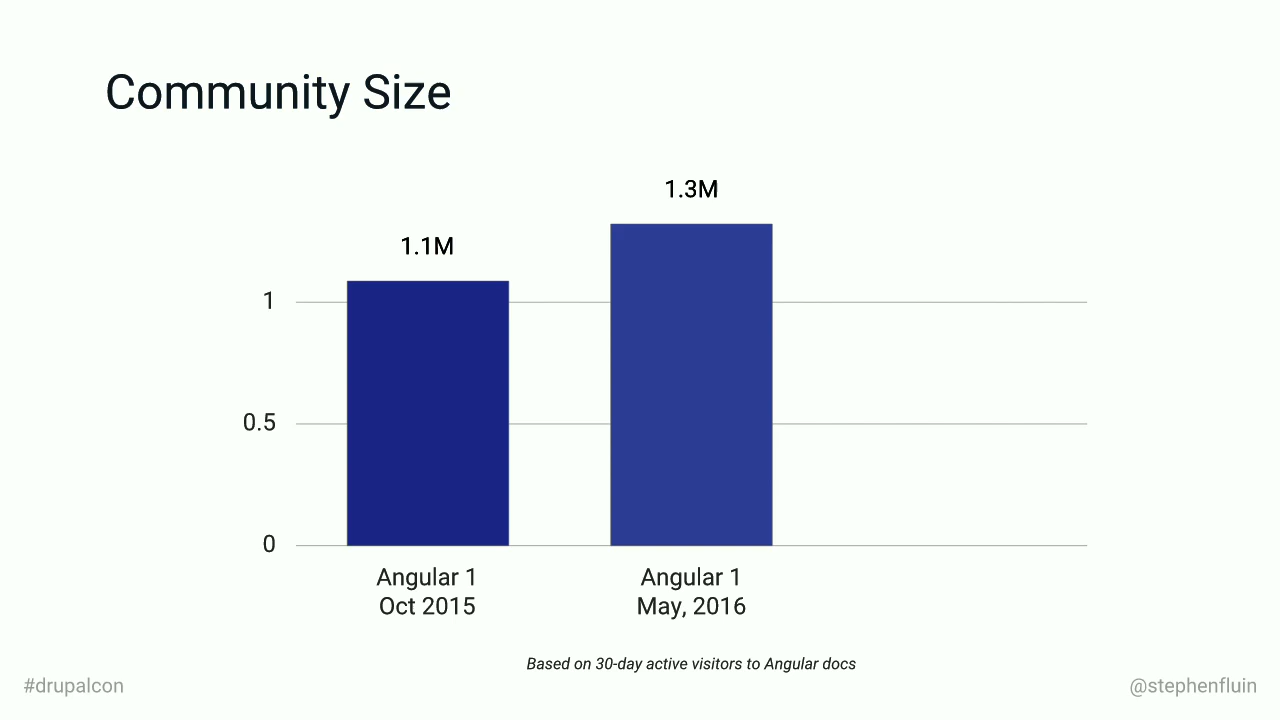 Community Size
1.3M
1.1M
1
0.5
0
Angular 1
Oct 2015
Angular 1
May, 2016
Based on 30-day active visitors to Angular docs
#drupalcon
@stephenfluin